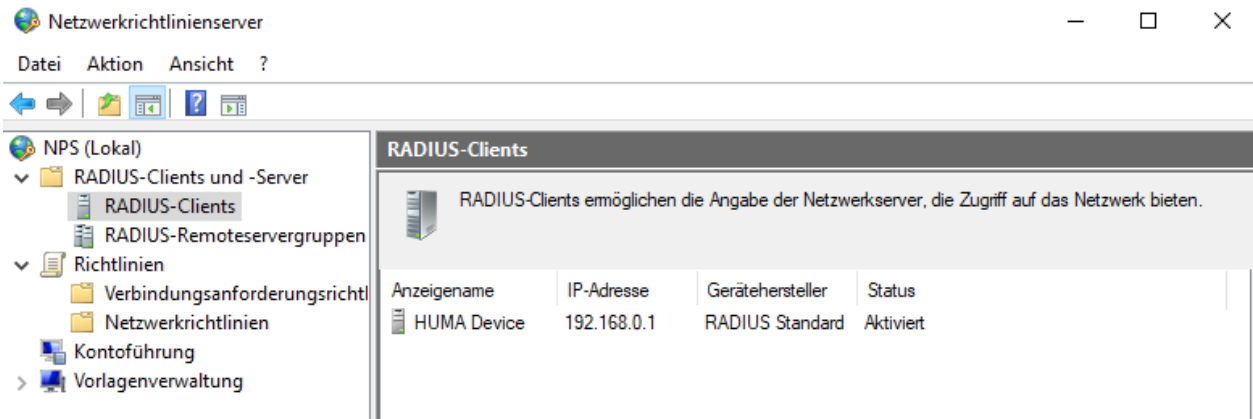 Netzwerkrichtlinienserver
Datei Aktion Ansicht ?
NPS (Lokal)
RADIUS-Clients und -Server
RADIUS-Clients
RADIUS-Remoteservergruppen
Richtlinien
Verbindungsanforderungsrichtl
Netzwerkrichtlinien
Kontoführung
Vorlagenverwaltung
RADIUS-Clients
RADIUS-Clients ermöglichen die Angabe der Netzwerkserver, die Zugriff auf das Netzwerk bieten.
Anzeigename IP-Adresse Gerätehersteller Status
HUMA Device 192.168.0.1 RADIUS Standard Aktiviert